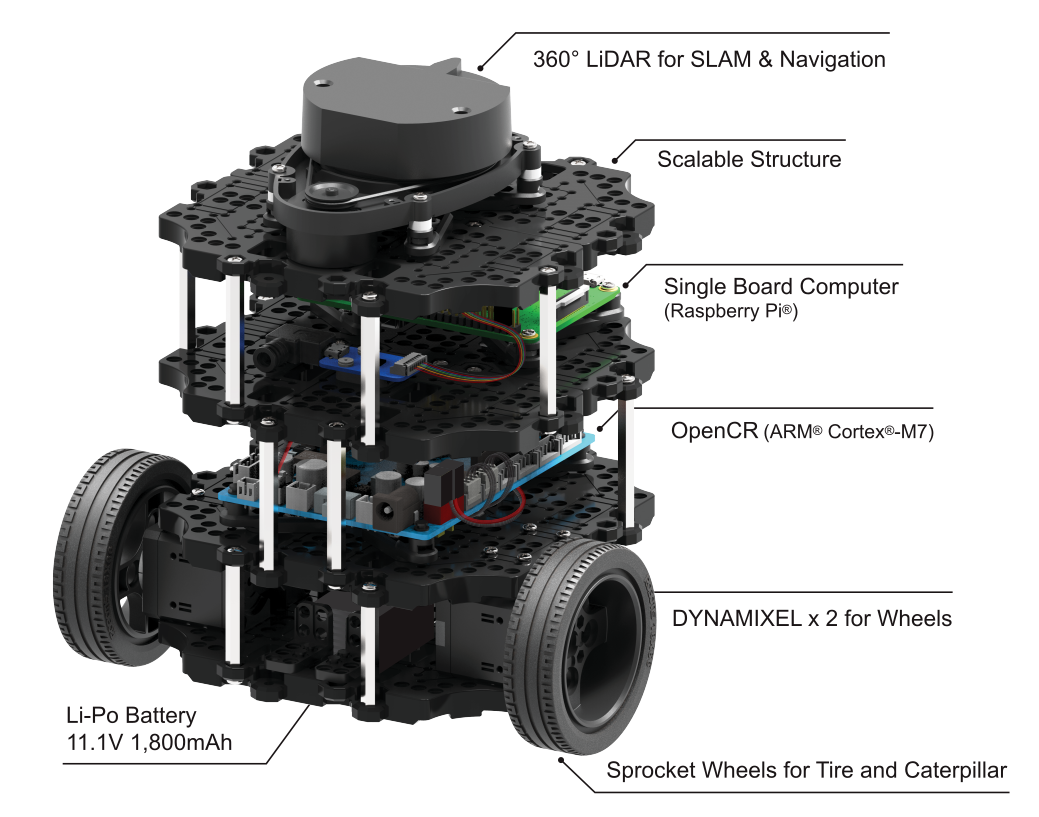 360° LiDAR for SLAM & Navigation
Scalable Structure
Single Board Computer
(Raspberry Pi®)
OpenCR (ARM® Cortex®-M7)
DYNAMIXEL x 2 for Wheels
Li-Po Battery
11.1V 1,800mAh
Sprocket Wheels for Tire and Caterpillar